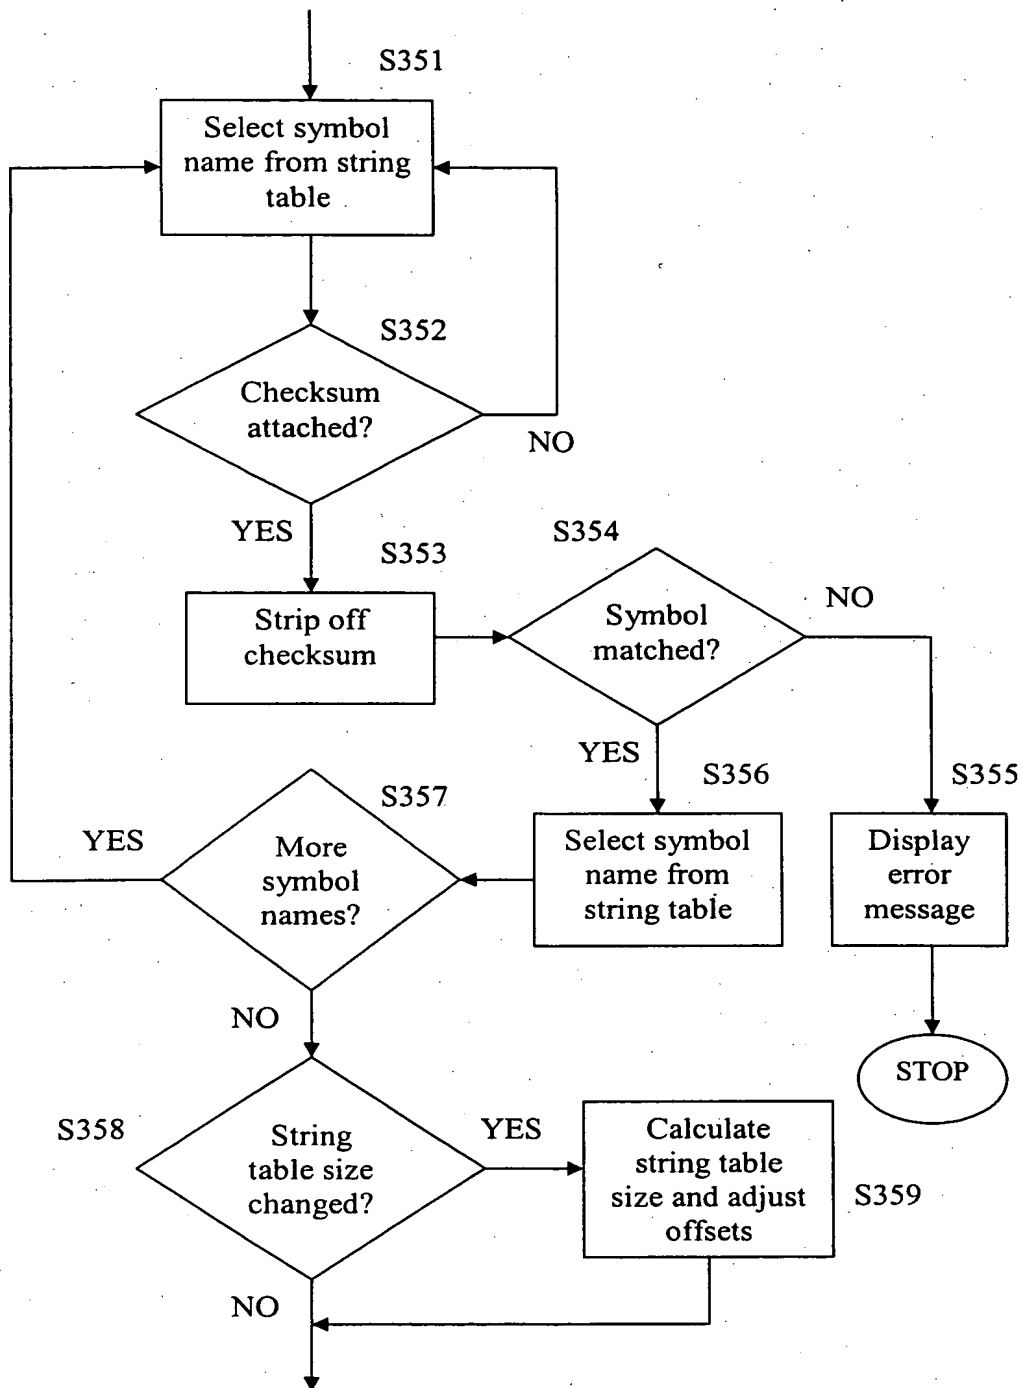 S351
Select symbol
name from string
table
S352
Checksum
attached?
NO
YES
S353
Strip off
checksum
S354
Symbol
matched?
NO
YES
S356
Select symbol
name from
string table
S355
Display
error
message
STOP
S357
More
symbol
names?
YES
NO
S358
String
table size
changed?
YES
Calculate
string table
size and adjust
offsets
S359
NO